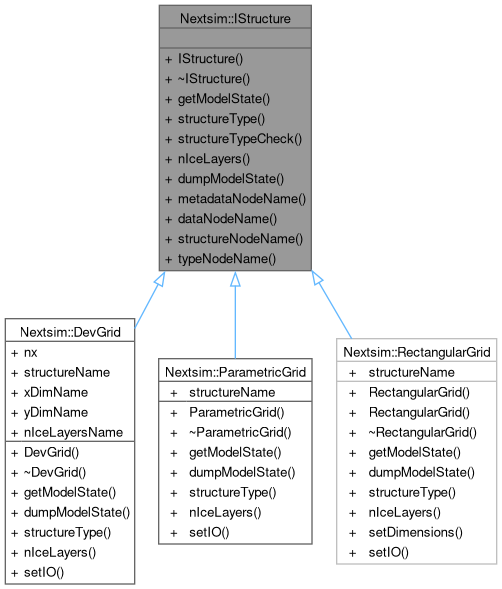 Nextsim::IStructure
+ IStructure()
+ ~IStructure()
+ getModelState()
+ structureType()
+ structureTypeCheck()
+ nIceLayers()
+ dumpModelState()
+ metadataNodeName()
+ dataNodeName()
+ structureNodeName()
+ typeNodeName()
Nextsim::DevGrid
+ nx
+ structureName
+ xDimName
+ yDimName
+ nIceLayersName
+ DevGrid()
+ ~DevGrid()
+ getModelState()
+ dumpModelState()
+ structureType()
+ nIceLayers()
+ setIO()
Nextsim::ParametricGrid
+ structureName
+ ParametricGrid()
+ ~ParametricGrid()
+ getModelState()
+ dumpModelState()
+ structureType()
+ nIceLayers()
+ setIO()
Nextsim::RectangularGrid
+ structureName
+ RectangularGrid()
+ RectangularGrid()
+ ~RectangularGrid()
+ getModelState()
+ dumpModelState()
+ structureType()
+ nIceLayers()
+ setDimensions()
+ setIO()